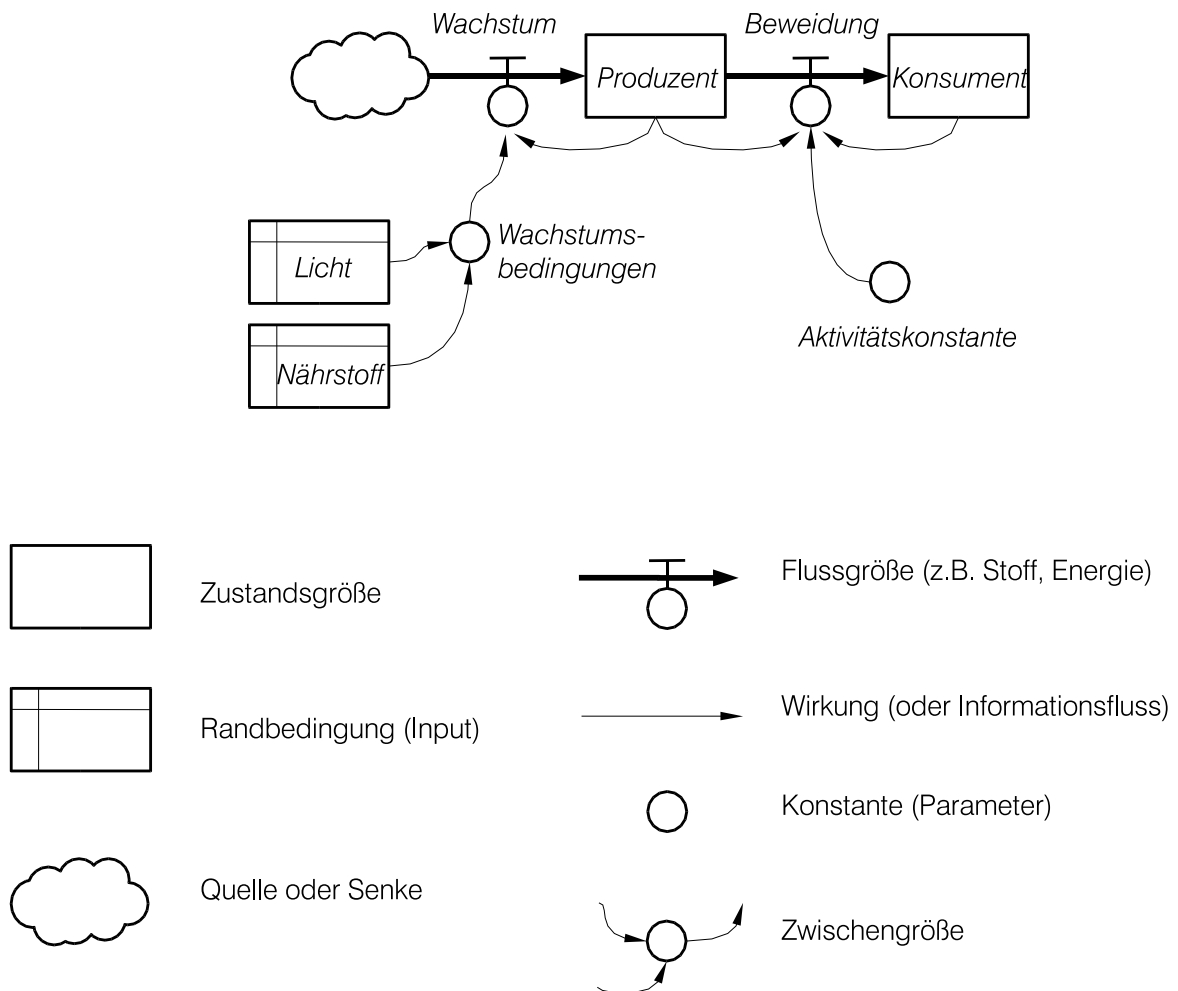 Wachstum
Beweidung
Produzent
Konsument
Licht
Wachstums-
bedingungen
Nährstoff
Aktivitätskonstante
Zustandsgröße
Flussgröße (z.B. Stoff, Energie)
Randbedingung (Input)
Wirkung (oder Informationsfluss)
Konstante (Parameter)
Quelle oder Senke
Zwischengröße